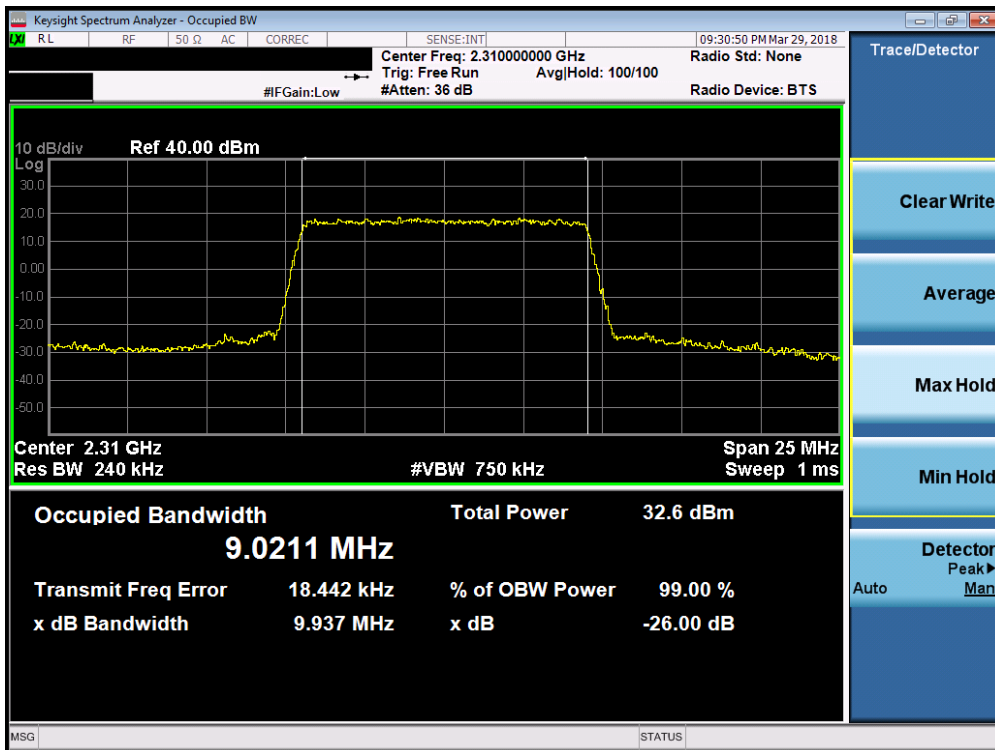 Keysight Spectrum Analyzer - Occupied BW
LXI RL RF 50 Ω AC CORREC SENSE:INT 09:30:50 PM Mar 29, 2018
Center Freq: 2.310000000 GHz Radio Std: None
Trig: Free Run Avg|Hold: 100/100
#IFGain:Low #Atten: 36 dB Radio Device: BTS
10 dB/div Ref 40.00 dBm
Log
30.0
20.0
10.0
0.00
-10.0
-20.0
-30.0
-40.0
-50.0
Center 2.31 GHz Span 25 MHz
Res BW 240 kHz #VBW 750 kHz Sweep 1 ms
Occupied Bandwidth Total Power 32.6 dBm
9.0211 MHz
Transmit Freq Error 18.442 kHz % of OBW Power 99.00 %
x dB Bandwidth 9.937 MHz x dB -26.00 dB
MSG STATUS
Trace/Detector
Clear Write
Average
Max Hold
Min Hold
Detector
Peak▶
Auto Man